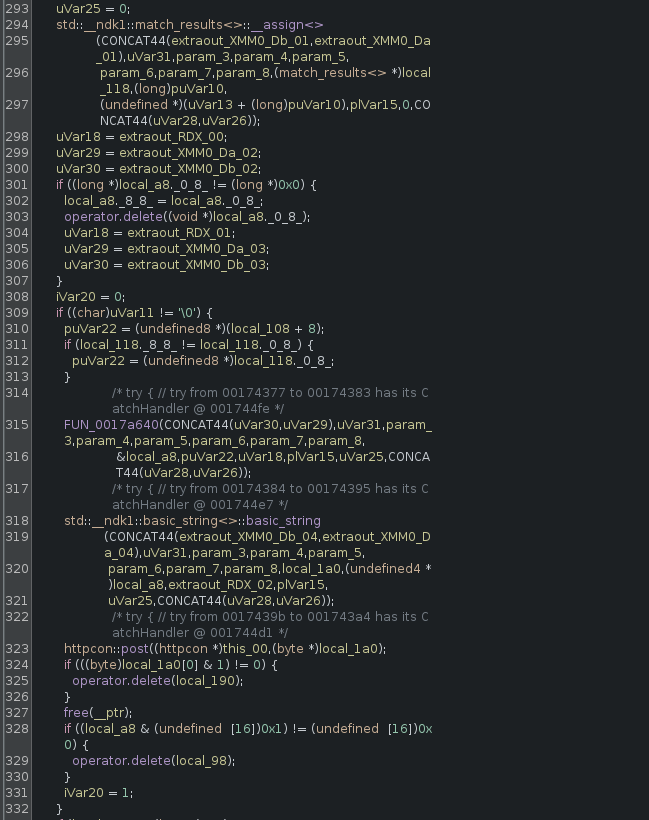 293 uVar25 = 0;
294 std::__ndk1::match_results<>::__assign<>
295 (CONCAT44(extraout_XMM0_Db_01,extraout_XMM0_Da
_01),uVar31,param_3,param_4,param_5,
296 param_6,param_7,param_8,(match_results<> *)local
_118,(long)puVar10,
297 (undefined *)(uVar13 + (long)puVar10),plVar15,0,CO
NCAT44(uVar28,uVar26));
298 uVar18 = extraout_RDX_00;
299 uVar29 = extraout_XMM0_Da_02;
300 uVar30 = extraout_XMM0_Db_02;
301 if ((long *)local_a8._0_8_ != (long *)0x0) {
302 local_a8._8_8_ = local_a8._0_8_;
303 operator.delete((void *)local_a8._0_8_);
304 uVar18 = extraout_RDX_01;
305 uVar29 = extraout_XMM0_Da_03;
306 uVar30 = extraout_XMM0_Db_03;
307 }
308 iVar20 = 0;
309 if ((char)uVar11 != '\0') {
310 puVar22 = (undefined8 *)(local_108 + 8);
311 if (local_118._8_8_ != local_118._0_8_) {
312 puVar22 = (undefined8 *)local_118._0_8_;
313 }
314 /* try { // try from 00174377 to 00174383 has its C
atchHandler @ 001744fe */
315 FUN_0017a640(CONCAT44(uVar30,uVar29),uVar31,param_
3,param_4,param_5,param_6,param_7,param_8,
316 &local_a8,puVar22,uVar18,plVar15,uVar25,CONCA
T44(uVar28,uVar26));
317 /* try { // try from 00174384 to 00174395 has its C
atchHandler @ 001744e7 */
318 std::__ndk1::basic_string<>::basic_string
319 (CONCAT44(extraout_XMM0_Db_04,extraout_XMM0_D
a_04),uVar31,param_3,param_4,param_5,
320 param_6,param_7,param_8,local_1a0,(undefined4 *
)local_a8,extraout_RDX_02,plVar15,
321 uVar25,CONCAT44(uVar28,uVar26));
322 /* try { // try from 0017439b to 001743a4 has its C
atchHandler @ 001744d1 */
323 httpcon::post((httpcon *)this_00,(byte *)local_1a0);
324 if (((byte)local_1a0[0] & 1) != 0) {
325 operator.delete(local_190);
326 }
327 free(__ptr);
328 if ((local_a8 & (undefined  [16])0x1) != (undefined  [16])0x
0) {
329 operator.delete(local_98);
330 }
331 iVar20 = 1;
332 }